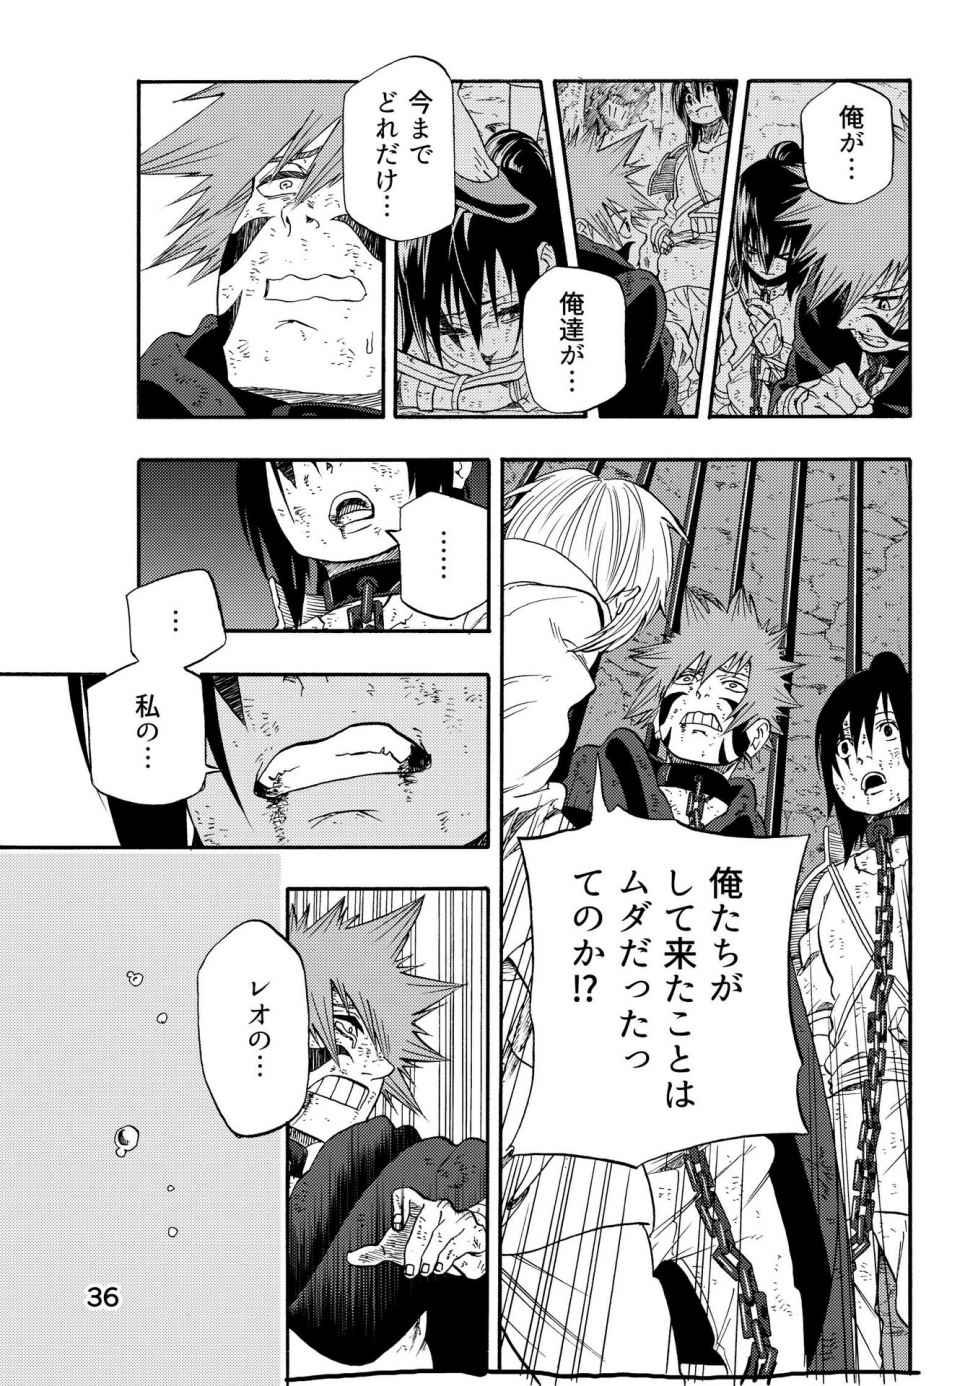 俺が…
俺達が…
今まで
どれだけ…
俺たちが
して来たことは
ムダだったっ
てのか!?
……
…
私の…
レオの…
36